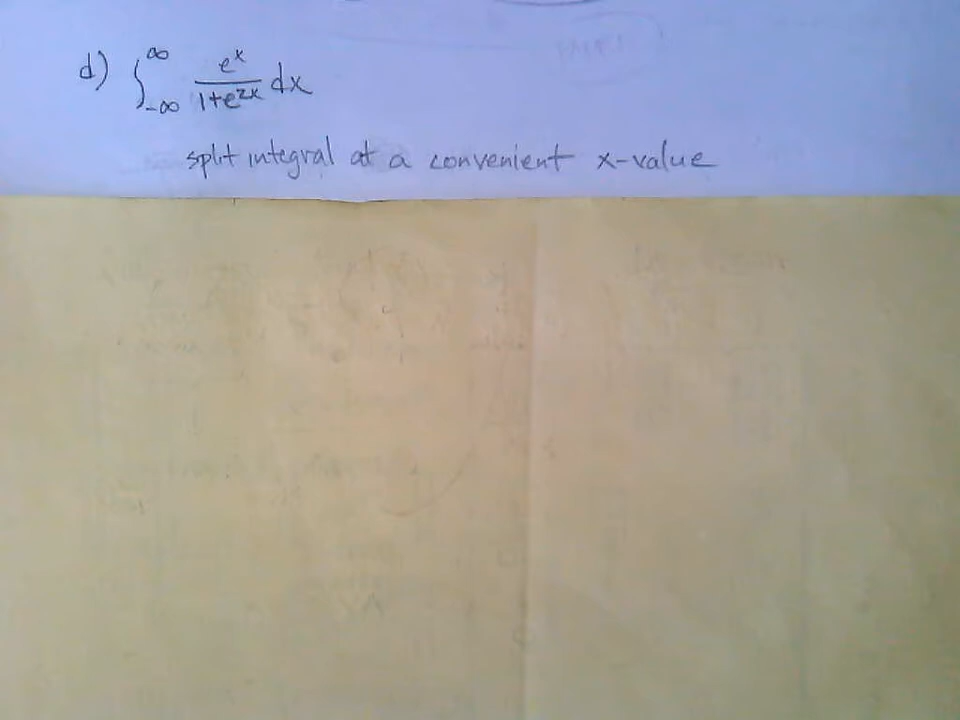 d) ∫_{-∞}^{∞} e^x / (1+e^{2x}) dx
split integral at a convenient x-value